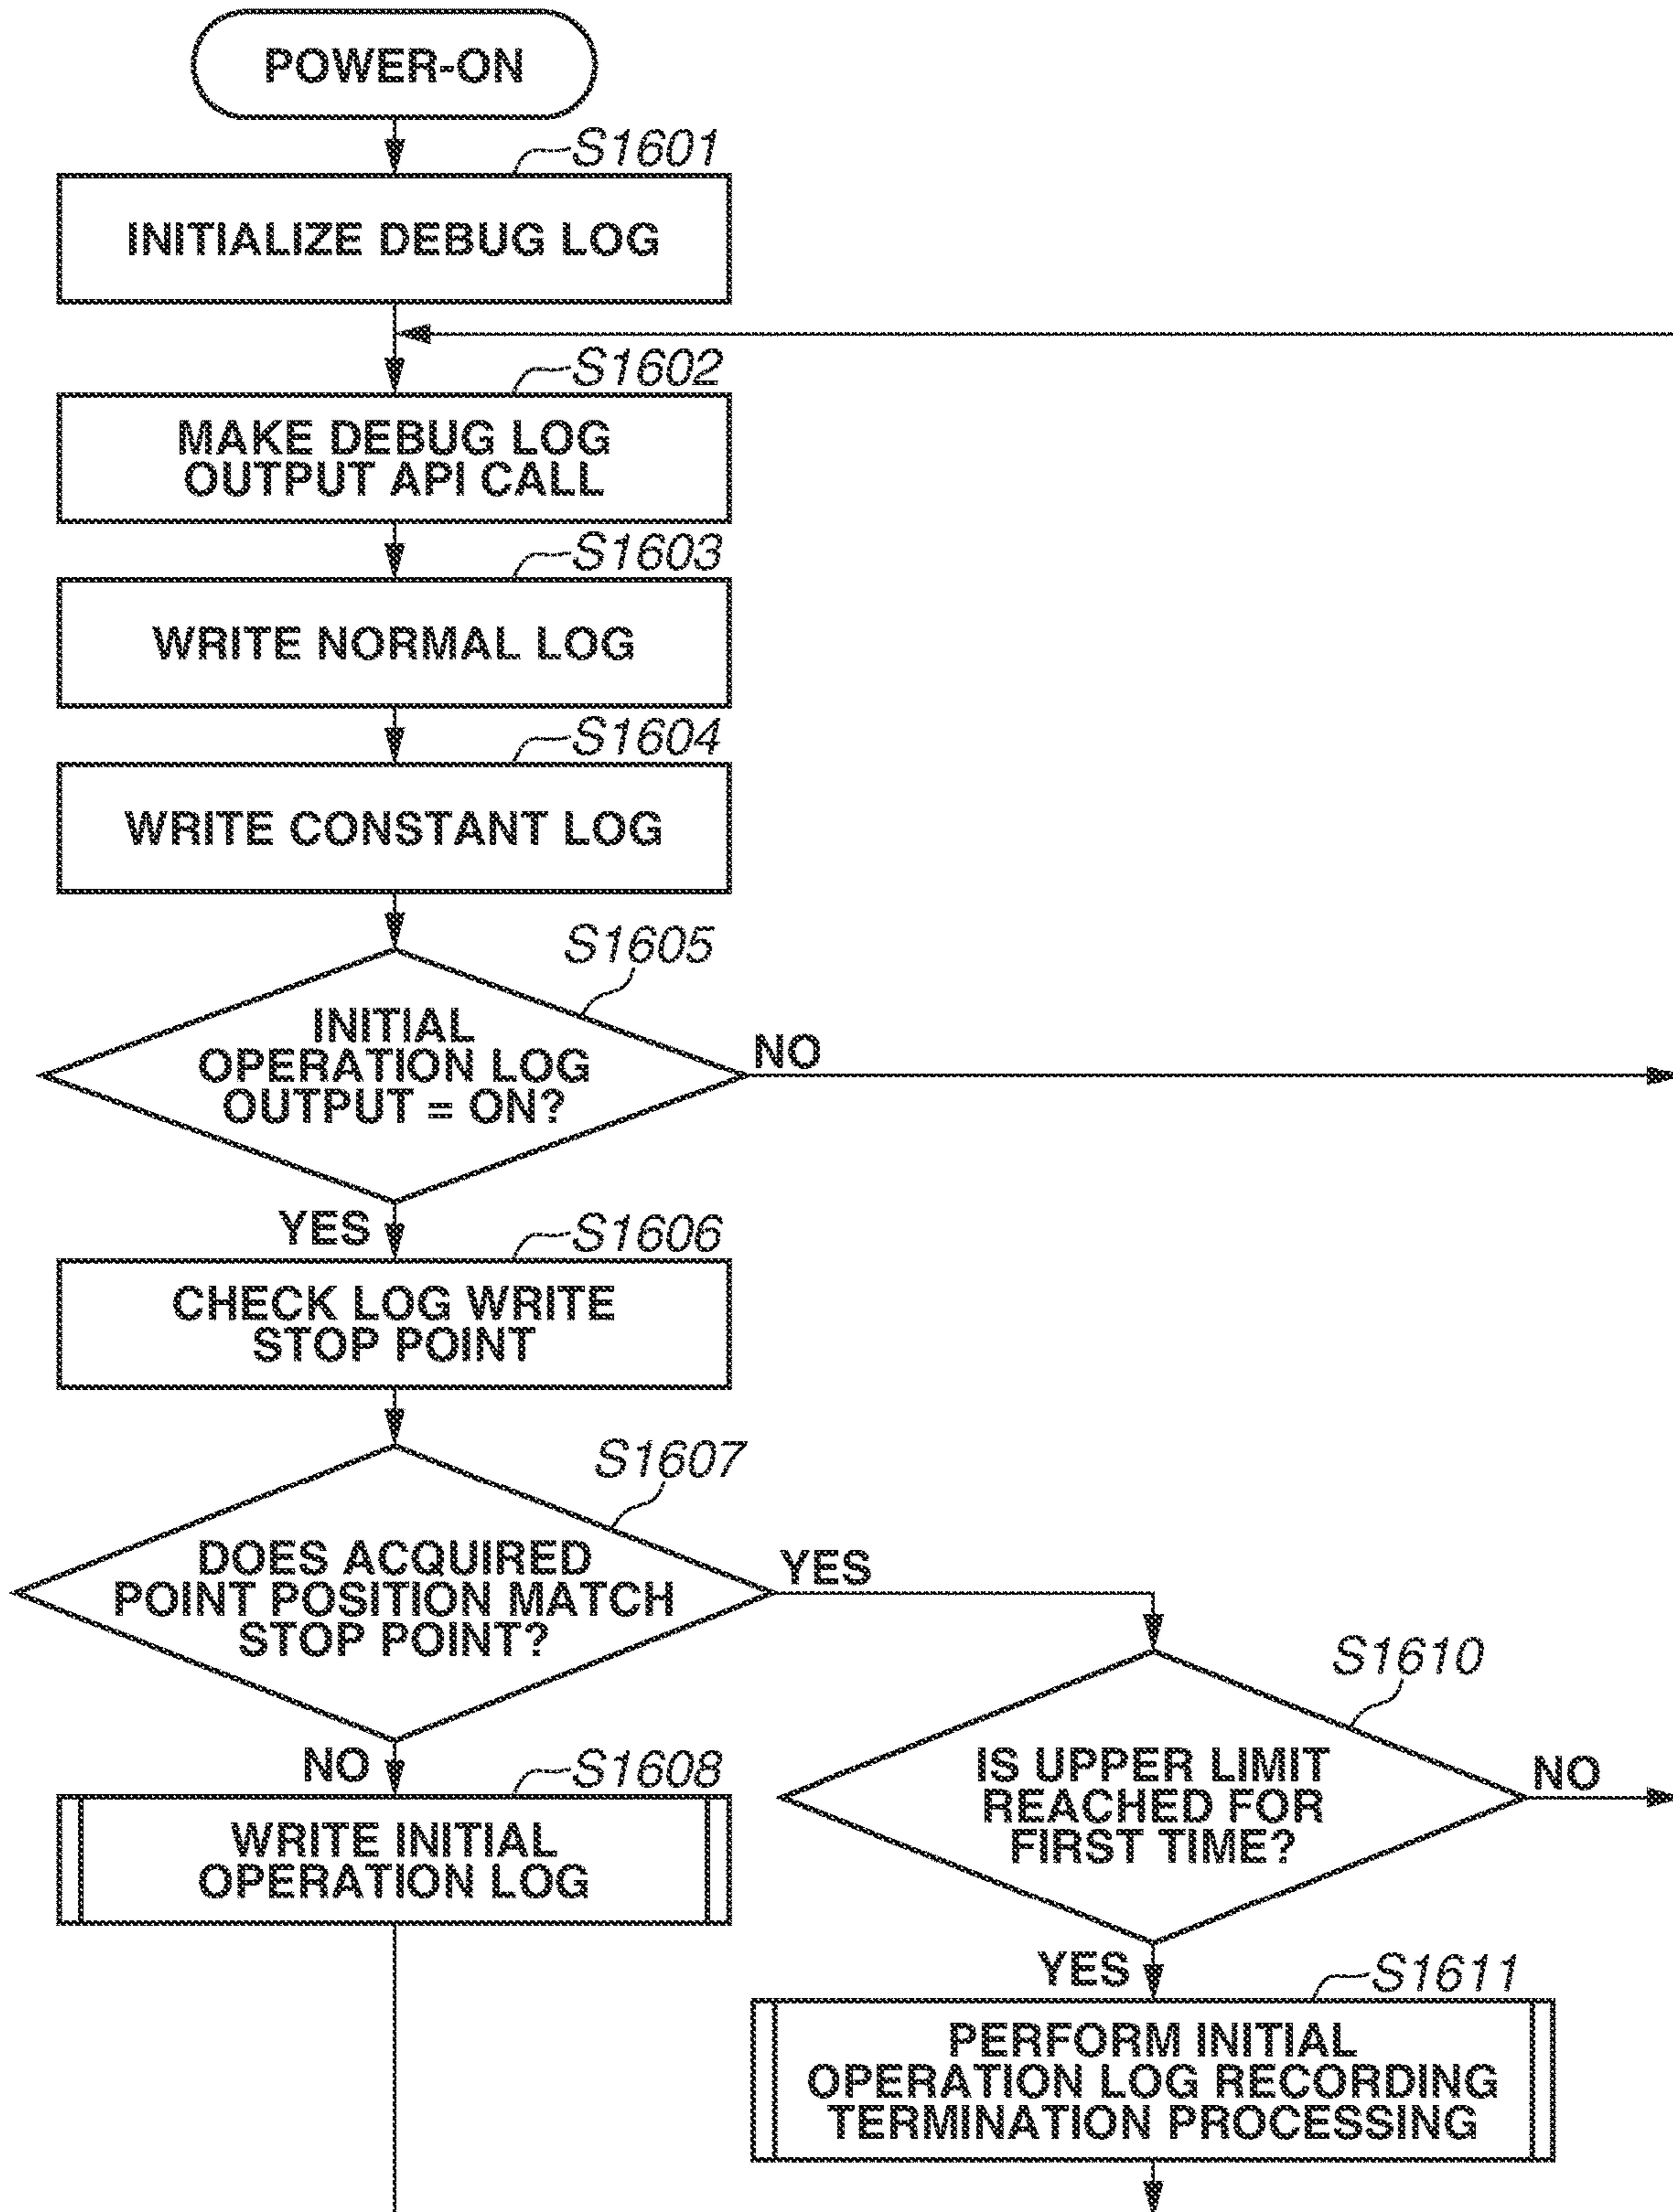 POWER-ON
S1601
INITIALIZE DEBUG LOG
S1602
MAKE DEBUG LOG
OUTPUT API CALL
S1603
WRITE NORMAL LOG
S1604
WRITE CONSTANT LOG
S1605
INITIAL
OPERATION LOG
OUTPUT = ON?
NO
YES
S1606
CHECK LOG WRITE
STOP POINT
S1607
DOES ACQUIRED
POINT POSITION MATCH
STOP POINT?
YES
NO
S1608
WRITE INITIAL
OPERATION LOG
S1610
IS UPPER LIMIT
REACHED FOR
FIRST TIME?
NO
YES
S1611
PERFORM INITIAL
OPERATION LOG RECORDING
TERMINATION PROCESSING